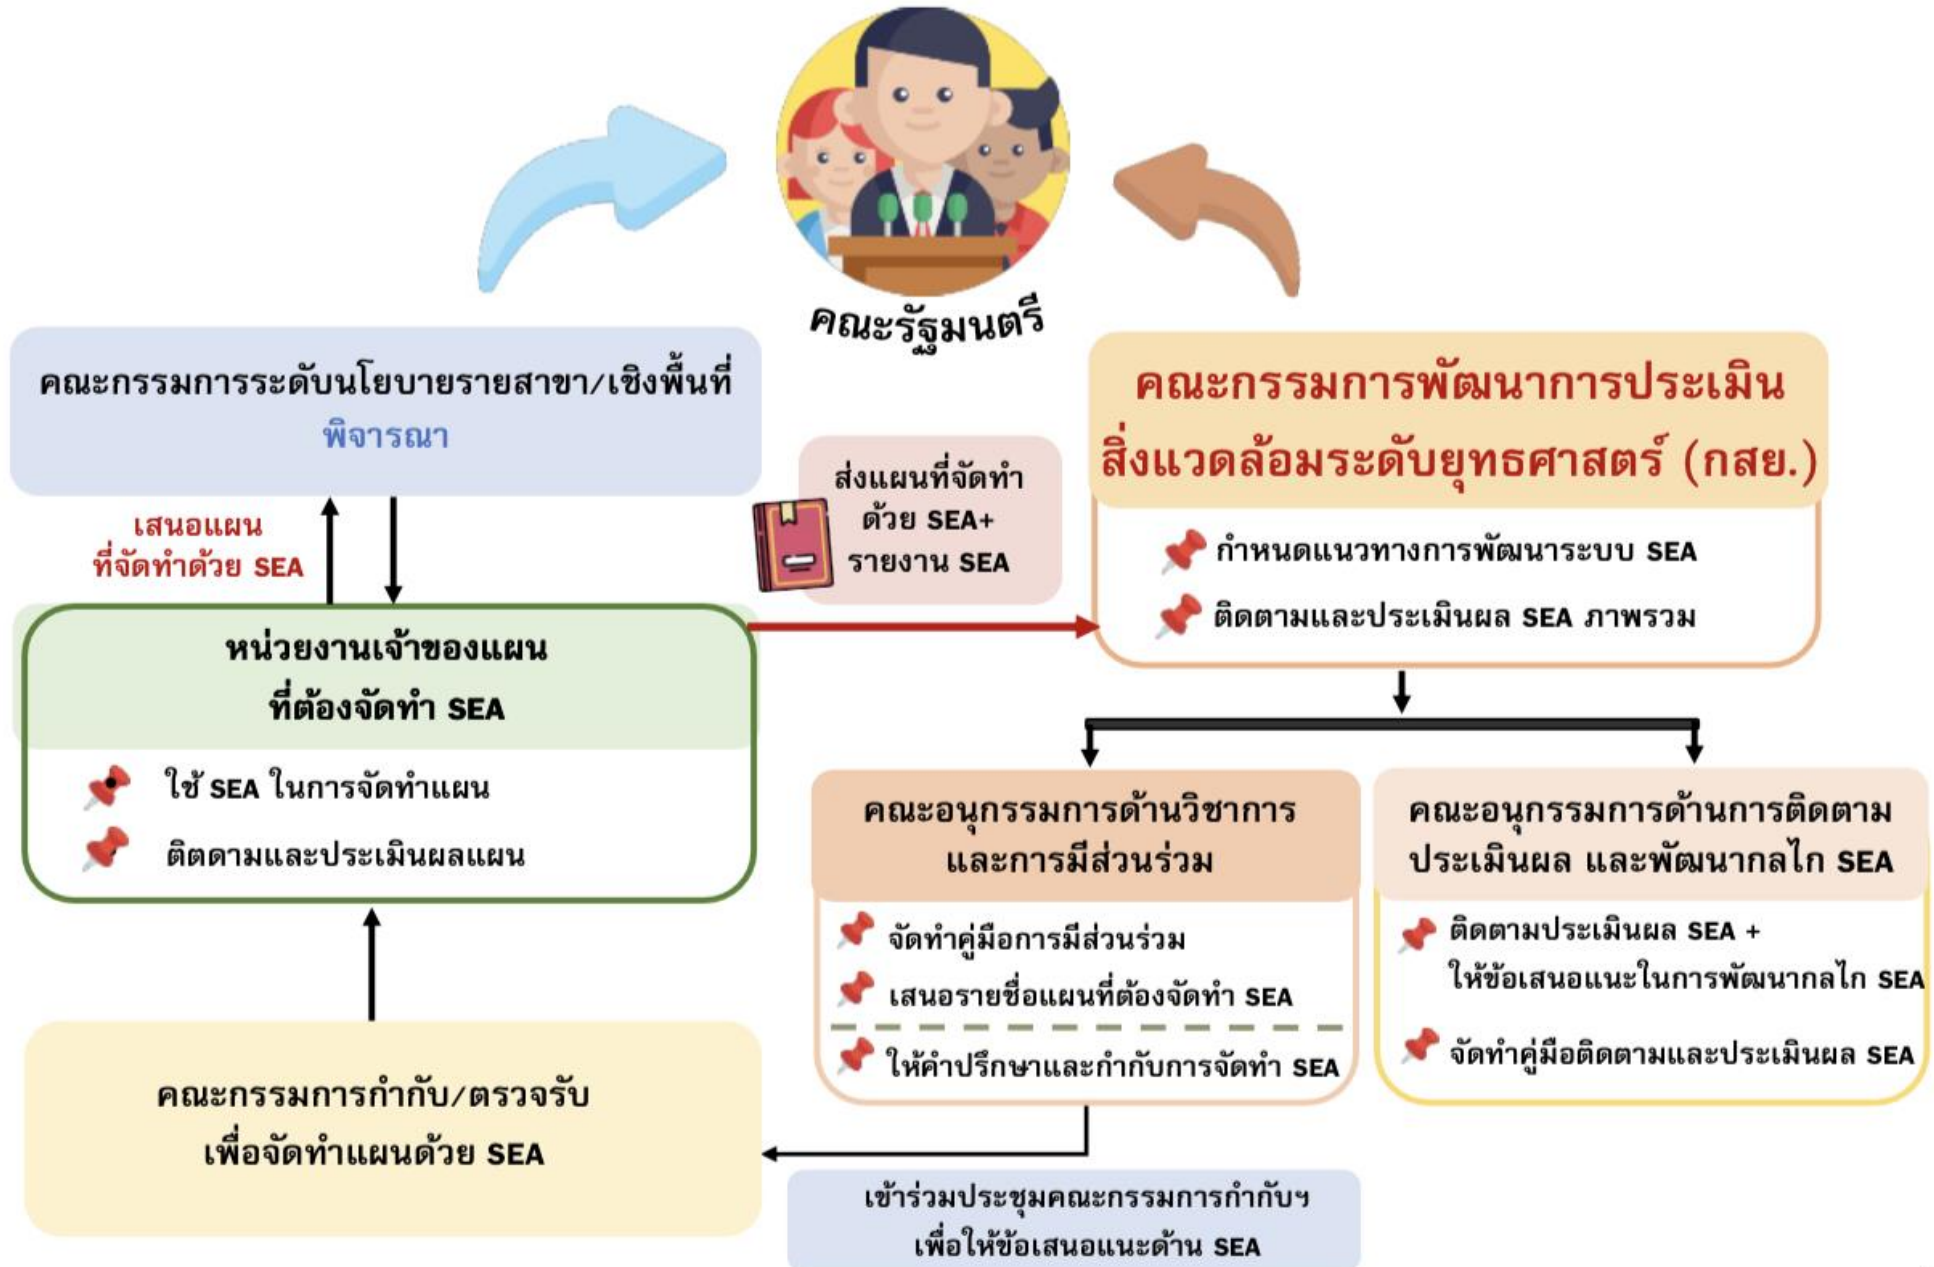 คณะรัฐมนตรี
คณะกรรมการระดับนโยบายรายสาขา/เชิงพื้นที่
พิจารณา
เสนอแผน
ที่จัดทำด้วย SEA
หน่วยงานเจ้าของแผน
ที่ต้องจัดทำ SEA
ใช้ SEA ในการจัดทำแผน
ติตดามและประเมินผลแผน
คณะกรรมการกำกับ/ตรวจรับ
เพื่อจัดทำแผนด้วย SEA
ส่งแผนที่จัดทำ
ด้วย SEA+
รายงาน SEA
คณะกรรมการพัฒนาการประเมิน
สิ่งแวดล้อมระดับยุทธศาสตร์ (กสย.)
กำหนดแนวทางการพัฒนาระบบ SEA
ติดตามและประเมินผล SEA ภาพรวม
คณะอนุกรรมการด้านวิชาการ
และการมีส่วนร่วม
จัดทำคู่มือการมีส่วนร่วม
เสนอรายชื่อแผนที่ต้องจัดทำ SEA
ให้คำปรึกษาและกำกับการจัดทำ SEA
คณะอนุกรรมการด้านการติดตาม
ประเมินผล และพัฒนากลไก SEA
ติดตามประเมินผล SEA +
ให้ข้อเสนอแนะในการพัฒนากลไก SEA
จัดทำคู่มือติดตามและประเมินผล SEA
เข้าร่วมประชุมคณะกรรมการกำกับฯ
เพื่อให้ข้อเสนอแนะด้าน SEA